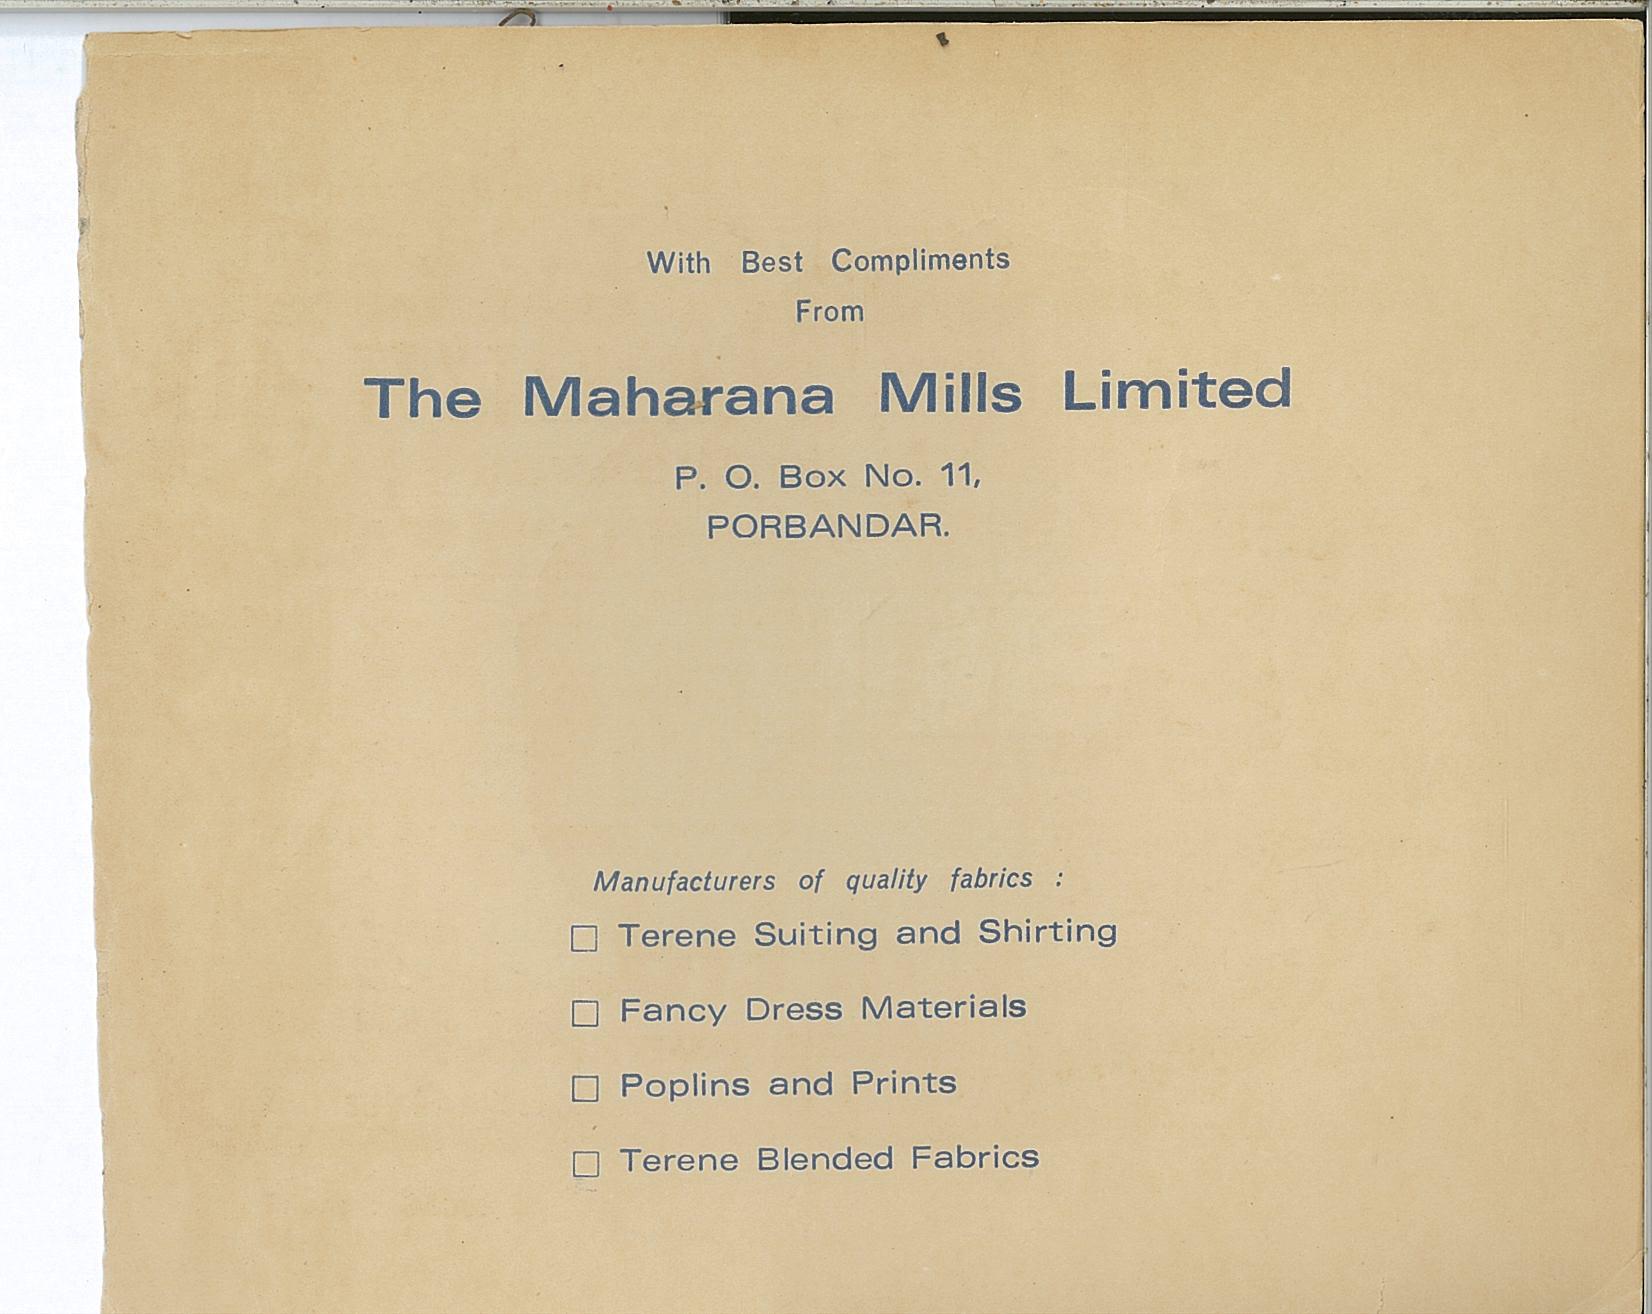 With Best Compliments
From
The Maharana Mills Limited
P. O. Box No. 11,
PORBANDAR.
Manufacturers of quality fabrics :
□ Terene Suiting and Shirting
□ Fancy Dress Materials
□ Poplins and Prints
□ Terene Blended Fabrics